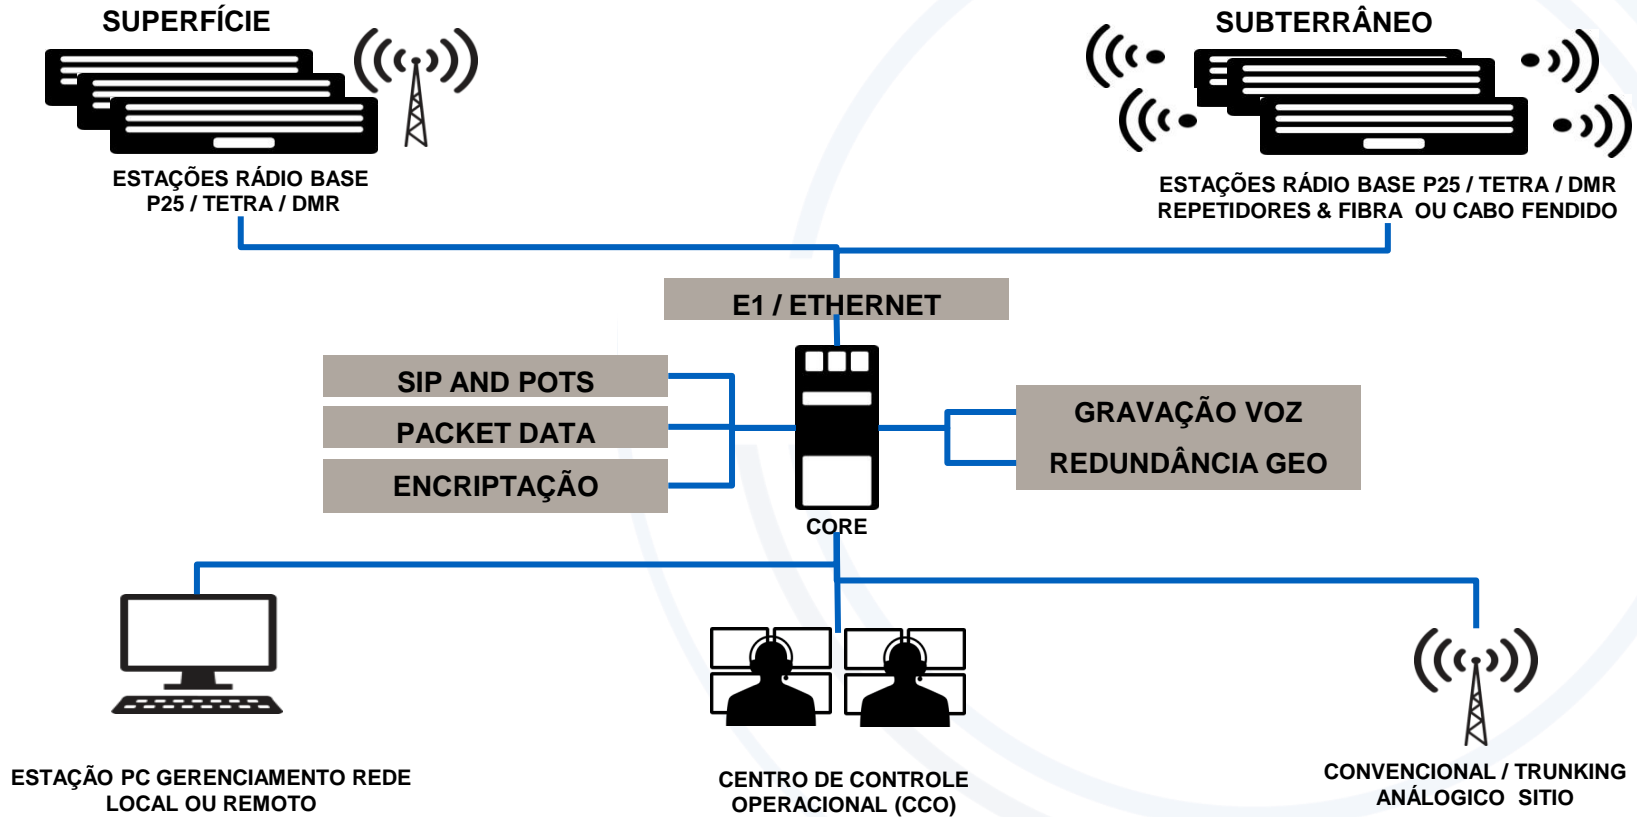 SUPERFÍCIE
SUBTERRÂNEO
ESTAÇÕES RÁDIO BASE
P25 / TETRA / DMR
ESTAÇÕES RÁDIO BASE P25 / TETRA / DMR
REPETIDORES & FIBRA OU CABO FENDIDO
E1 / ETHERNET
SIP AND POTS
PACKET DATA
ENCRIPTAÇÃO
GRAVAÇÃO VOZ
REDUNDÂNCIA GEO
CORE
ESTAÇÃO PC GERENCIAMENTO REDE
LOCAL OU REMOTO
CENTRO DE CONTROLE
OPERACIONAL (CCO)
CONVENCIONAL / TRUNKING
ANÁLOGICO SITIO